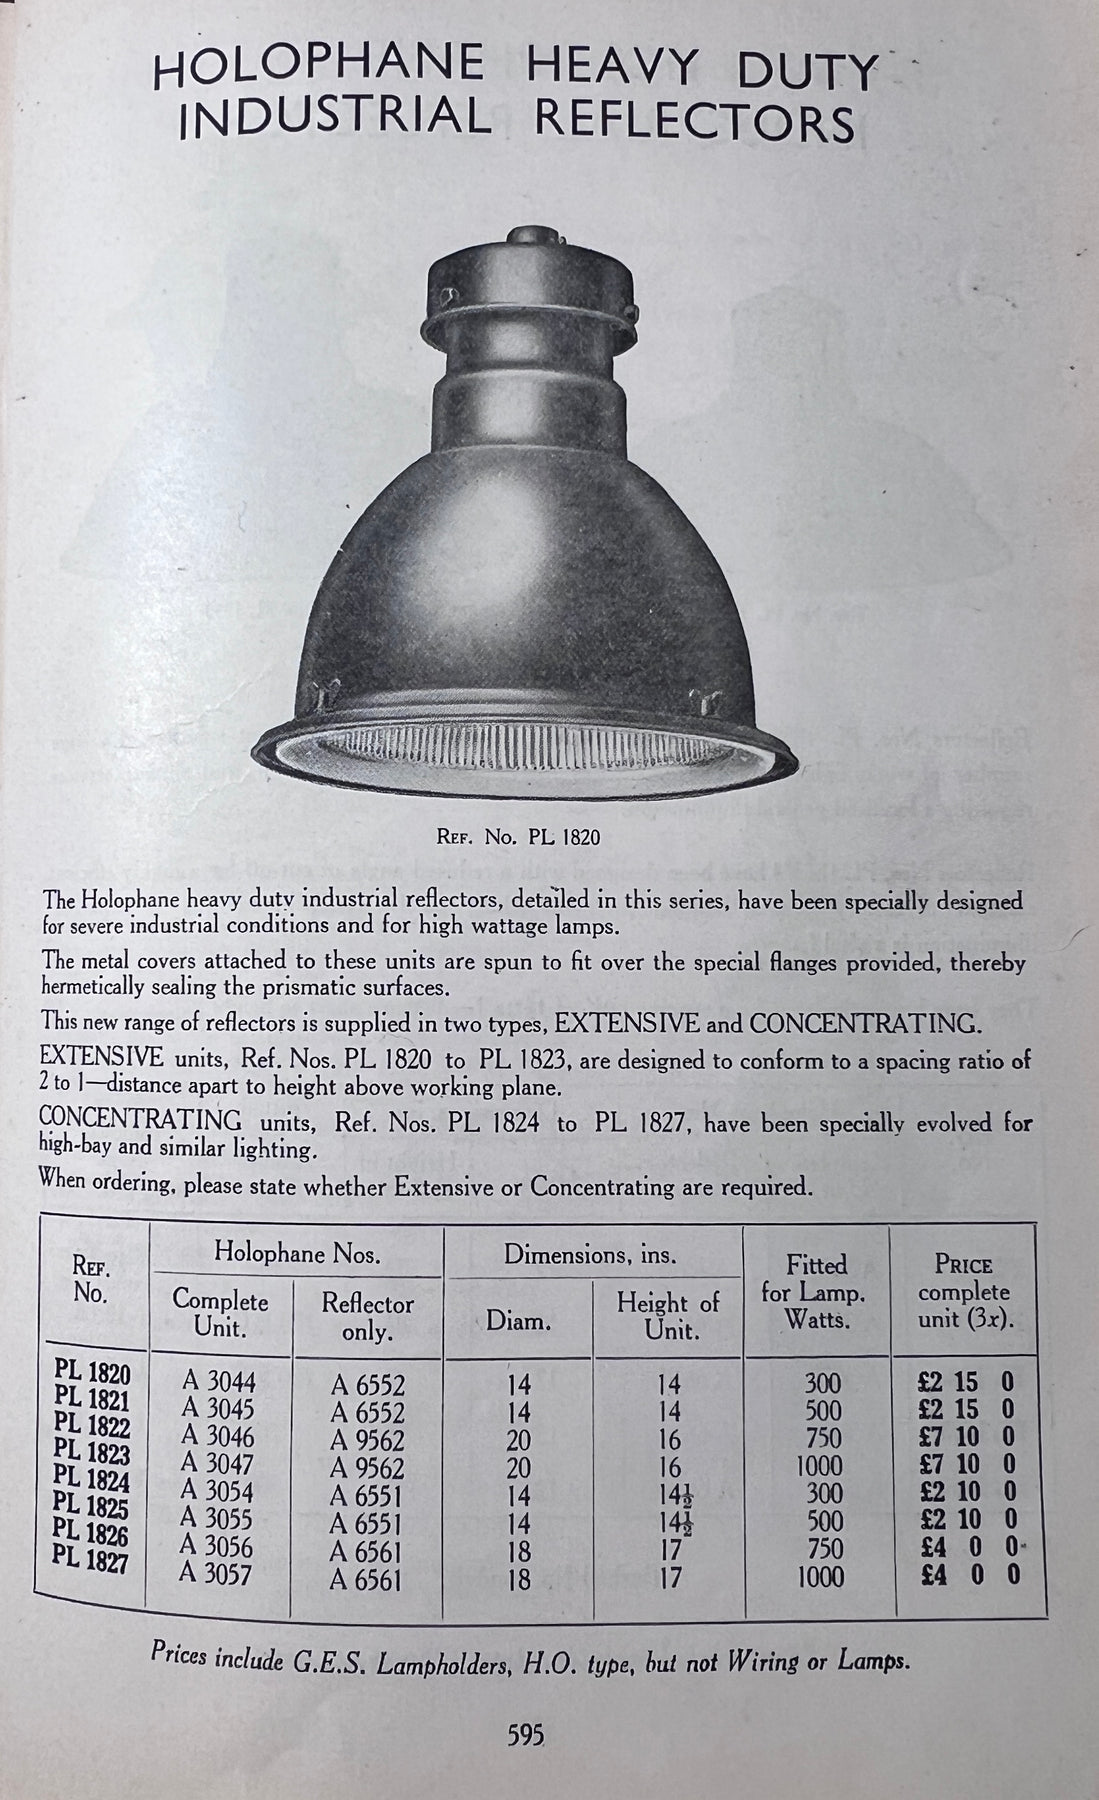 HOLOPHANE HEAVY DUTY
INDUSTRIAL REFLECTORS
REF. No. PL 1820
The Holophane heavy duty industrial reflectors, detailed in this series, have been specially designed
for severe industrial conditions and for high wattage lamps.
The metal covers attached to these units are spun to fit over the special flanges provided, thereby
hermetically sealing the prismatic surfaces.
This new range of reflectors is supplied in two types, EXTENSIVE and CONCENTRATING.
EXTENSIVE units, Ref. Nos. PL 1820 to PL 1823, are designed to conform to a spacing ratio of
2 to 1—distance apart to height above working plane.
CONCENTRATING units, Ref. Nos. PL 1824 to PL 1827, have been specially evolved for
high-bay and similar lighting.
When ordering, please state whether Extensive or Concentrating are required.
REF. No. Holophane Nos. Dimensions, ins. Fitted for Lamp. Watts. PRICE complete unit (3x).
Complete Unit. Reflector only. Diam. Height of Unit.
PL 1820 A 3044 A 6552 14 14 300 £2 15 0
PL 1821 A 3045 A 6552 14 14 500 £2 15 0
PL 1822 A 3046 A 9562 20 16 750 £7 10 0
PL 1823 A 3047 A 9562 20 16 1000 £7 10 0
PL 1824 A 3054 A 6551 14 14½ 300 £2 10 0
PL 1825 A 3055 A 6551 14 14½ 500 £2 10 0
PL 1826 A 3056 A 6561 18 17 750 £4 0 0
PL 1827 A 3057 A 6561 18 17 1000 £4 0 0
Prices include G.E.S. Lampholders, H.O. type, but not Wiring or Lamps.
595